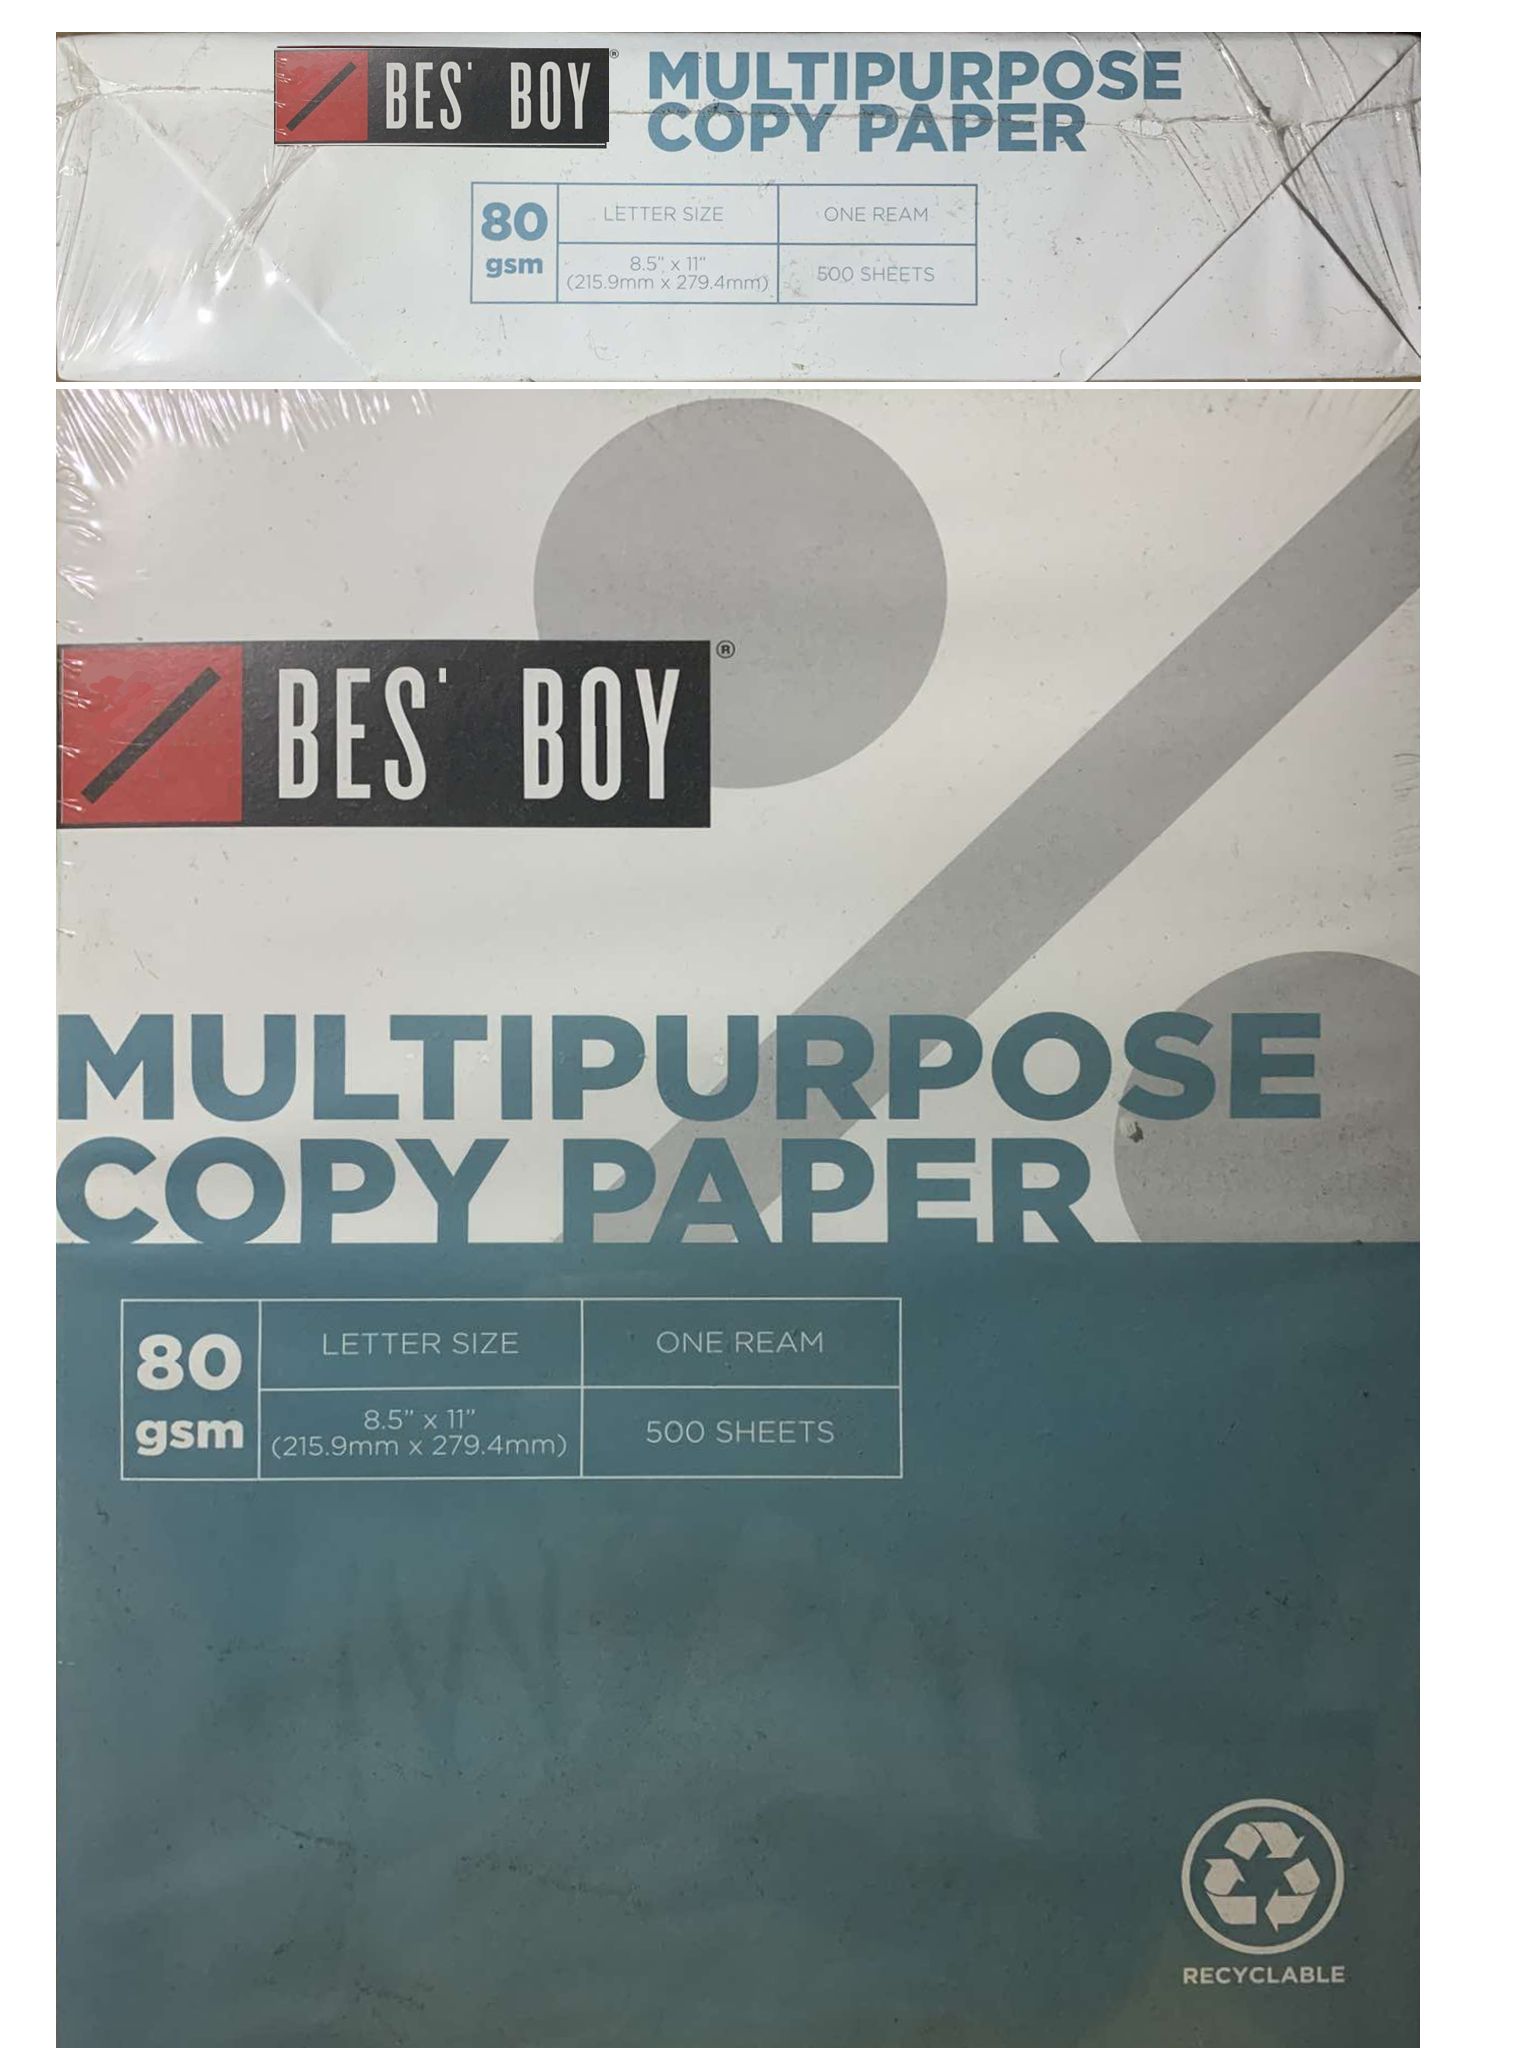 BES' BOY ®
MULTIPURPOSE
COPY PAPER
80
gsm
LETTER SIZE
ONE REAM
8.5" x 11"
(215.9mm x 279.4mm)
500 SHEETS
BES' BOY ®
MULTIPURPOSE
COPY PAPER
80
gsm
LETTER SIZE
ONE REAM
8.5” x 11”
(215.9mm x 279.4mm)
500 SHEETS
RECYCLABLE